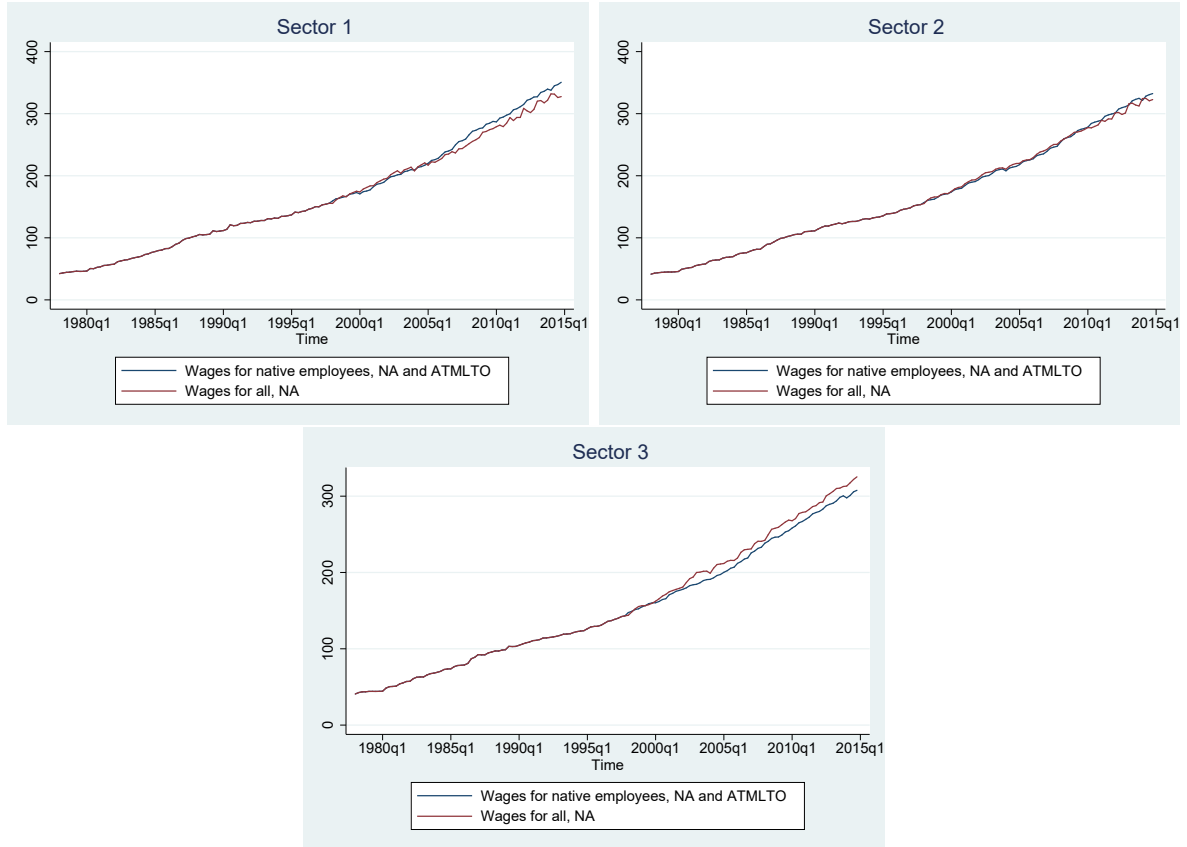 Sector 1
400
300
200
100
0
1980q1 1985q1 1990q1 1995q1 2000q1 2005q1 2010q1 2015q1
Time
Wages for native employees, NA and ATMLTO
Wages for all, NA
Sector 2
400
300
200
100
0
1980q1 1985q1 1990q1 1995q1 2000q1 2005q1 2010q1 2015q1
Time
Wages for native employees, NA and ATMLTO
Wages for all, NA
Sector 3
300
200
100
0
1980q1 1985q1 1990q1 1995q1 2000q1 2005q1 2010q1 2015q1
Time
Wages for native employees, NA and ATMLTO
Wages for all, NA